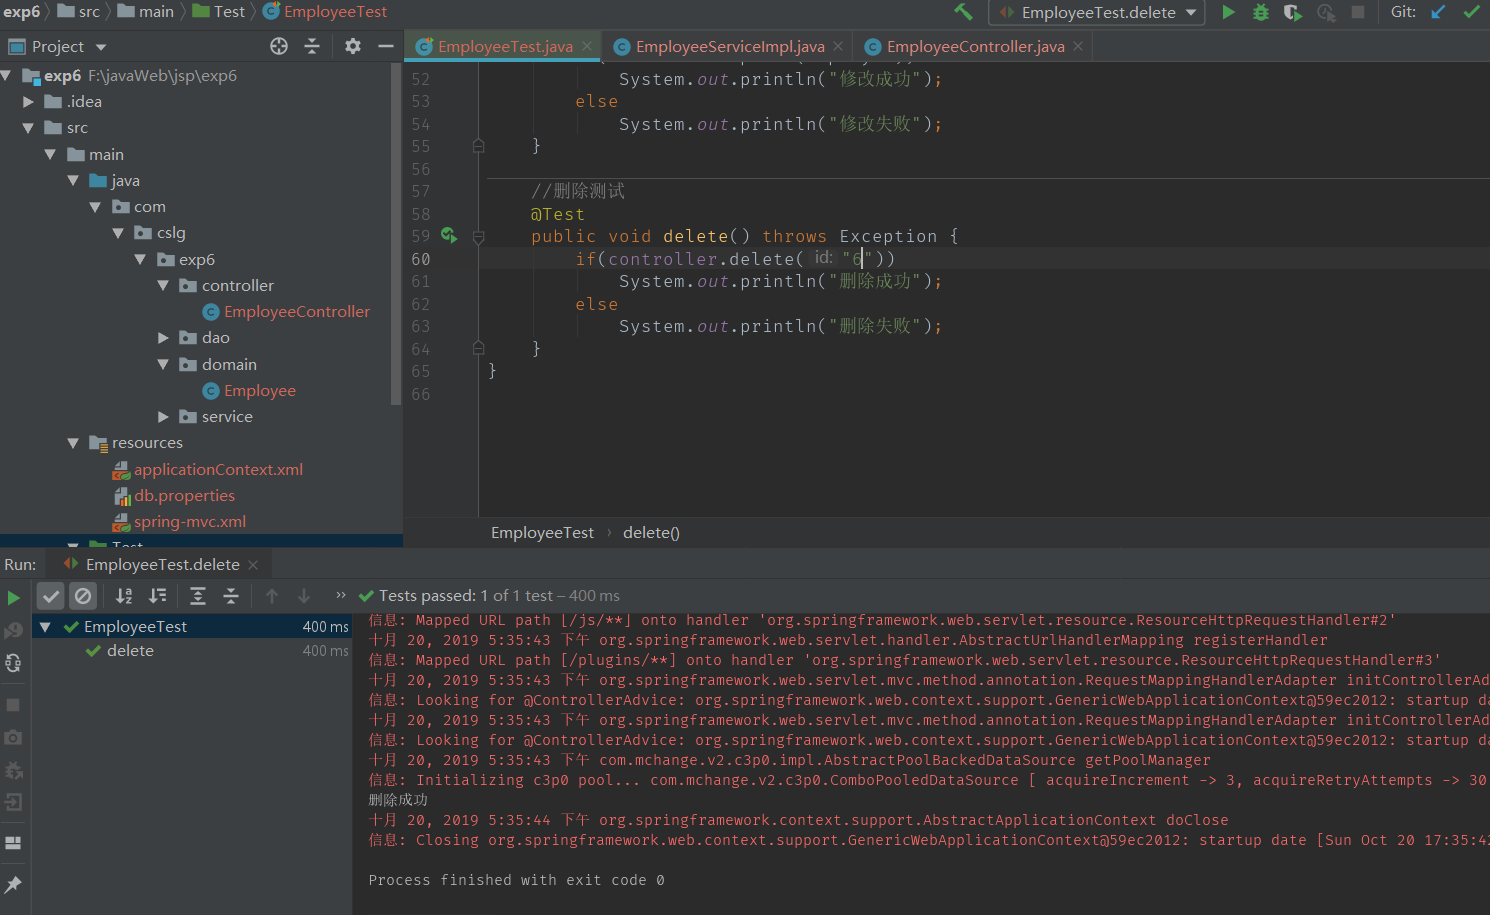 exp6 src main Test EmployeeTest
EmployeeTest.delete Git:
Project
EmployeeTest.java EmployeeServiceImpl.java EmployeeController.java
exp6 F:\javaWeb\jsp\exp6
.idea
src
main
java
com
cslg
exp6
controller
EmployeeController
dao
domain
Employee
service
resources
applicationContext.xml
db.properties
spring-mvc.xml
Test
52 System.out.println("修改成功");
53 else
54 System.out.println("修改失败");
55 }
56
57 //删除测试
58 @Test
59 public void delete() throws Exception {
60 if(controller.delete( id: "6"))
61 System.out.println("删除成功");
62 else
63 System.out.println("删除失败");
64 }
65 }
66
EmployeeTest › delete()
Run: EmployeeTest.delete
» Tests passed: 1 of 1 test – 400 ms
EmployeeTest 400 ms
delete 400 ms
信息: Mapped URL path [/js/**] onto handler 'org.springframework.web.servlet.resource.ResourceHttpRequestHandler#2'
十月 20, 2019 5:35:43 下午 org.springframework.web.servlet.handler.AbstractUrlHandlerMapping registerHandler
信息: Mapped URL path [/plugins/**] onto handler 'org.springframework.web.servlet.resource.ResourceHttpRequestHandler#3'
十月 20, 2019 5:35:43 下午 org.springframework.web.servlet.mvc.method.annotation.RequestMappingHandlerAdapter initControllerAd
信息: Looking for @ControllerAdvice: org.springframework.web.context.support.GenericWebApplicationContext@59ec2012: startup da
十月 20, 2019 5:35:43 下午 org.springframework.web.servlet.mvc.method.annotation.RequestMappingHandlerAdapter initControllerAd
信息: Looking for @ControllerAdvice: org.springframework.web.context.support.GenericWebApplicationContext@59ec2012: startup da
十月 20, 2019 5:35:43 下午 com.mchange.v2.c3p0.impl.AbstractPoolBackedDataSource getPoolManager
信息: Initializing c3p0 pool... com.mchange.v2.c3p0.ComboPooledDataSource [ acquireIncrement -> 3, acquireRetryAttempts -> 30
删除成功
十月 20, 2019 5:35:44 下午 org.springframework.context.support.AbstractApplicationContext doClose
信息: Closing org.springframework.web.context.support.GenericWebApplicationContext@59ec2012: startup date [Sun Oct 20 17:35:42
Process finished with exit code 0